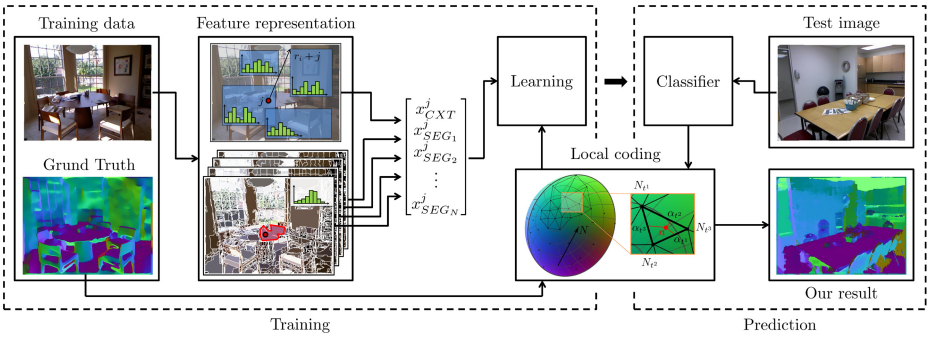 Training data
Feature representation
Test image
r_i + j
j
Learning
Classifier
x^j_{CXT}
x^j_{SEG_1}
x^j_{SEG_2}
⋮
x^j_{SEG_N}
Grund Truth
Local coding
N
N_{t^1}
α_{t^2}
α_{t^3}
n
N_{t^3}
α_{t^1}
N_{t^2}
Our result
Training
Prediction